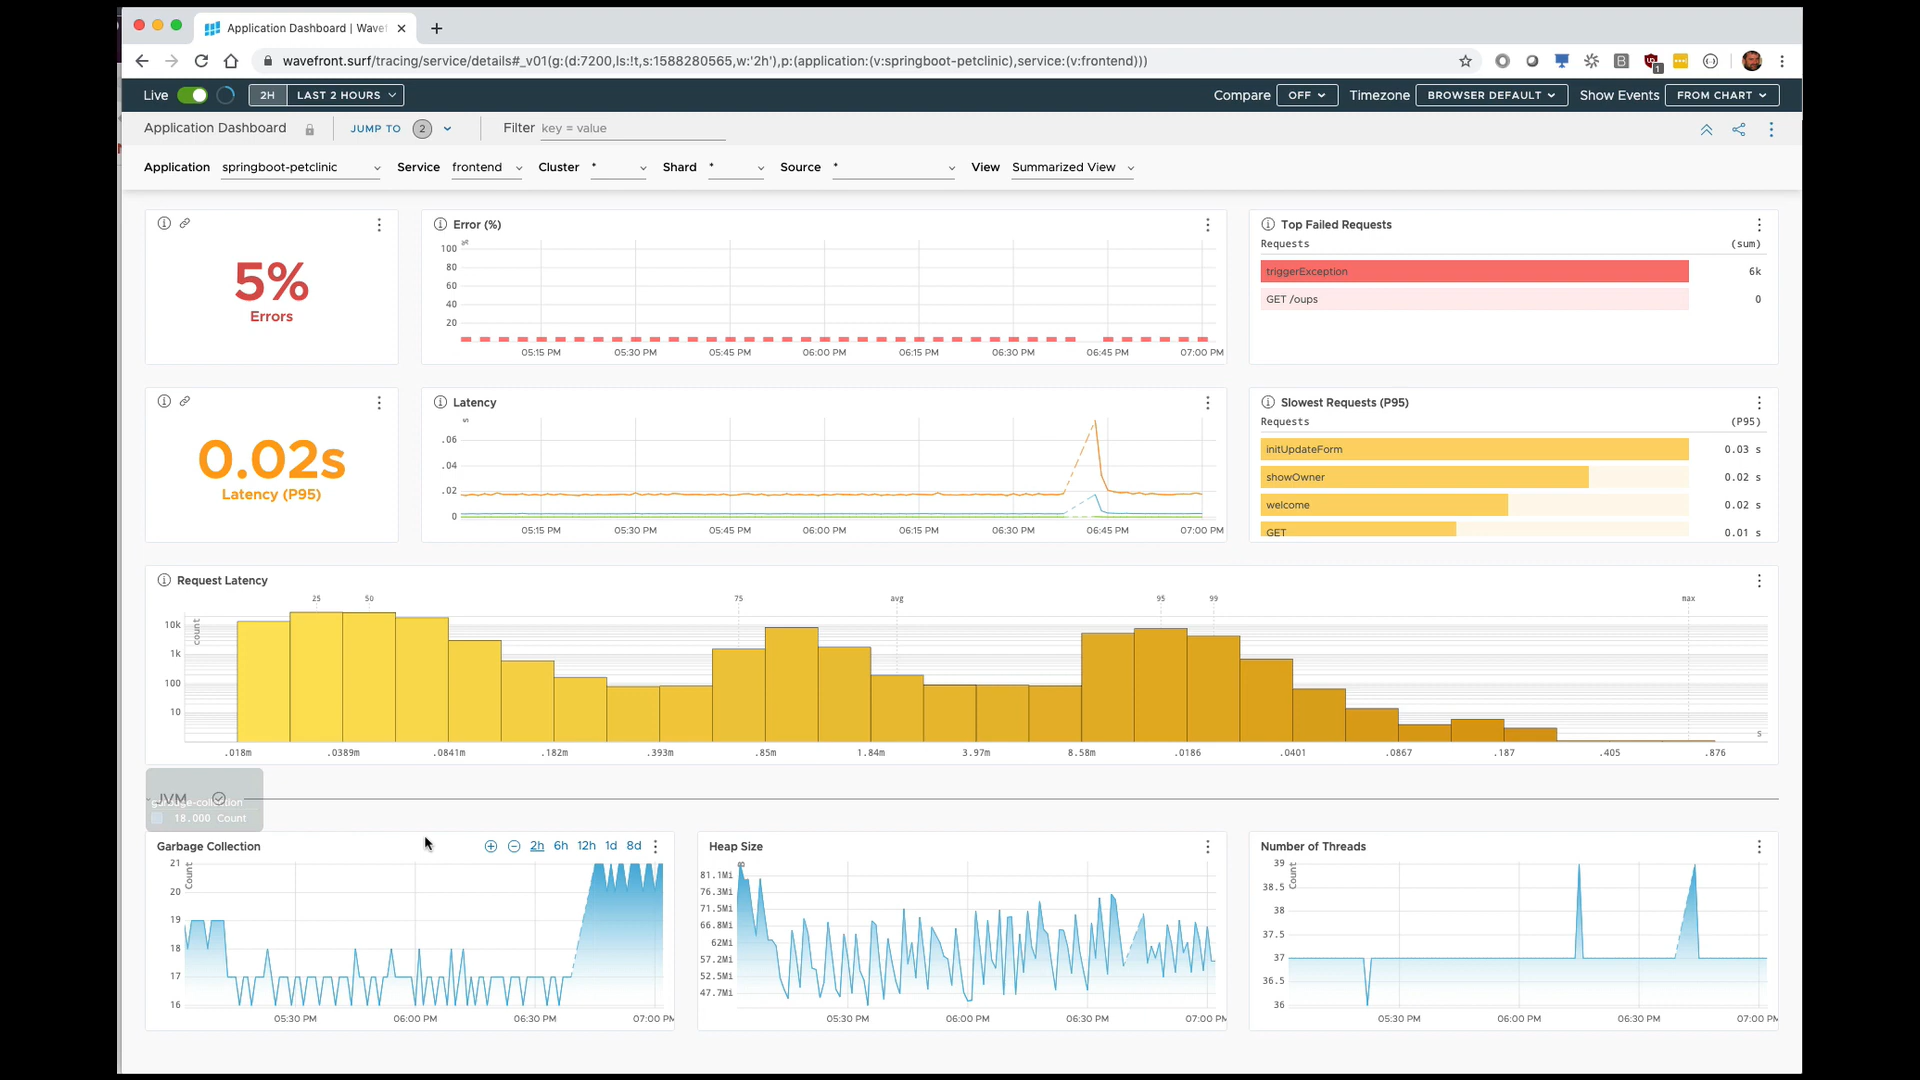 Application Dashboard | Wavef
wavefront.surf/tracing/service/details#_v01(g:(d:7200,ls:!t,s:1588280565,w:'2h'),p:(application:(v:springboot-petclinic),service:(v:frontend)))
1
Live 2H LAST 2 HOURS Compare OFF Timezone BROWSER DEFAULT Show Events FROM CHART
Application Dashboard JUMP TO 2 Filter key = value
Application springboot-petclinic Service frontend Cluster * Shard * Source * View Summarized View
5%
Errors
Error (%)
%
100
80
60
40
20
05:15 PM 05:30 PM 05:45 PM 06:00 PM 06:15 PM 06:30 PM 06:45 PM 07:00 PM
Top Failed Requests
Requests (sum)
triggerException 6k
GET /oups 0
0.02s
Latency (P95)
Latency
s
.06
.04
.02
0
05:15 PM 05:30 PM 05:45 PM 06:00 PM 06:15 PM 06:30 PM 06:45 PM 07:00 PM
Slowest Requests (P95)
Requests (P95)
initUpdateForm 0.03 s
showOwner 0.02 s
welcome 0.02 s
GET 0.01 s
Request Latency
25 50 75 avg 95 99 max
count
10k
1k
100
10
s
.018m .0389m .0841m .182m .393m .85m 1.84m 3.97m 8.58m .0186 .0401 .0867 .187 .405 .876
JVM
garbage-collection
18.000 Count
Garbage Collection 2h 6h 12h 1d 8d
Count
21
20
19
18
17
16
05:30 PM 06:00 PM 06:30 PM 07:00 PM
Heap Size
B
81.1Mi
76.3Mi
71.5Mi
66.8Mi
62Mi
57.2Mi
52.5Mi
47.7Mi
05:30 PM 06:00 PM 06:30 PM 07:00 PM
Number of Threads
Count
39
38.5
38
37.5
37
36.5
36
05:30 PM 06:00 PM 06:30 PM 07:00 PM